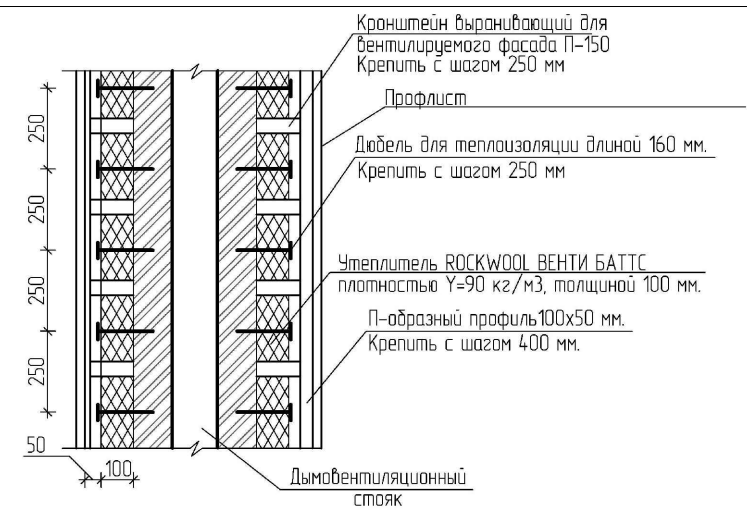 Кронштейн выранивающий для
вентилируемого фасада П-150
Крепить с шагом 250 мм
Профлист
Дюбель для теплоизоляции длиной 160 мм.
Крепить с шагом 250 мм
Утеплитель ROCKWOOL ВЕНТИ БАТТС
плотностью Y=90 кг/м3, толщиной 100 мм.
П-образный профиль100х50 мм.
Крепить с шагом 400 мм.
250
250
250
250
50
100
Дымовентиляционный
стояк